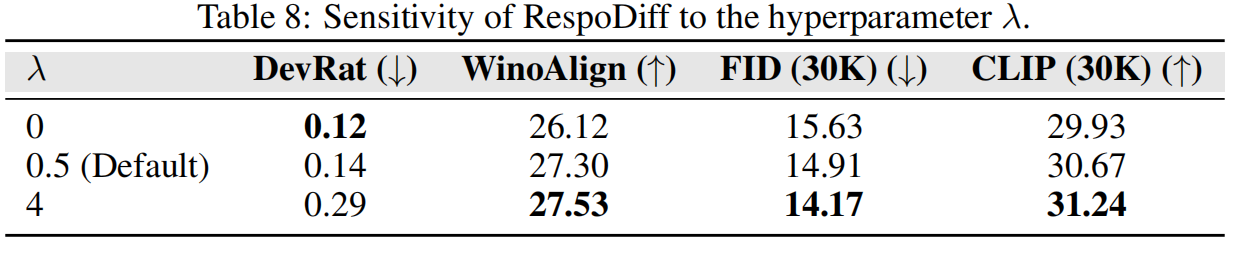 Table 8: Sensitivity of RespoDiff to the hyperparameter λ.
λ DevRat (↓) WinoAlign (↑) FID (30K) (↓) CLIP (30K) (↑)
0 0.12 26.12 15.63 29.93
0.5 (Default) 0.14 27.30 14.91 30.67
4 0.29 27.53 14.17 31.24